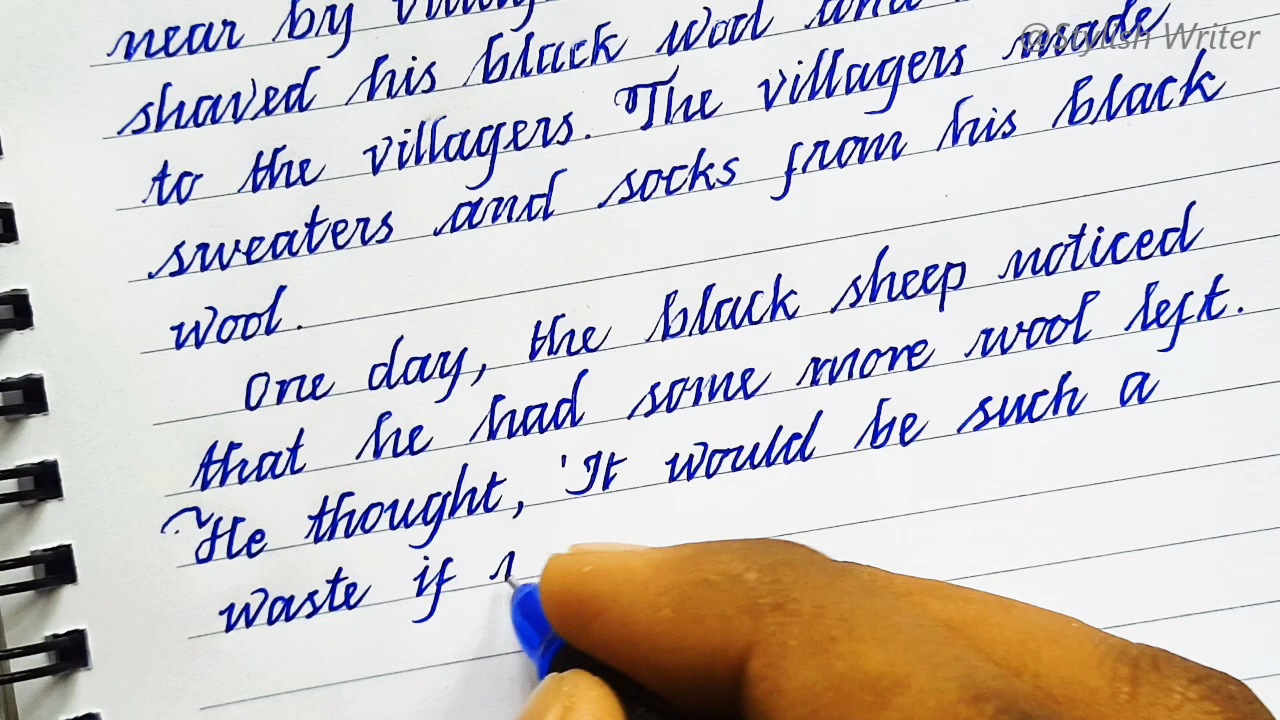 near by
shaved his black wool and
to the villagers. The villagers made
sweaters and socks from his black
wool.
One day, the black sheep noticed
that he had some more wool left.
He thought, 'It would be such a
waste if
@Stylish Writer